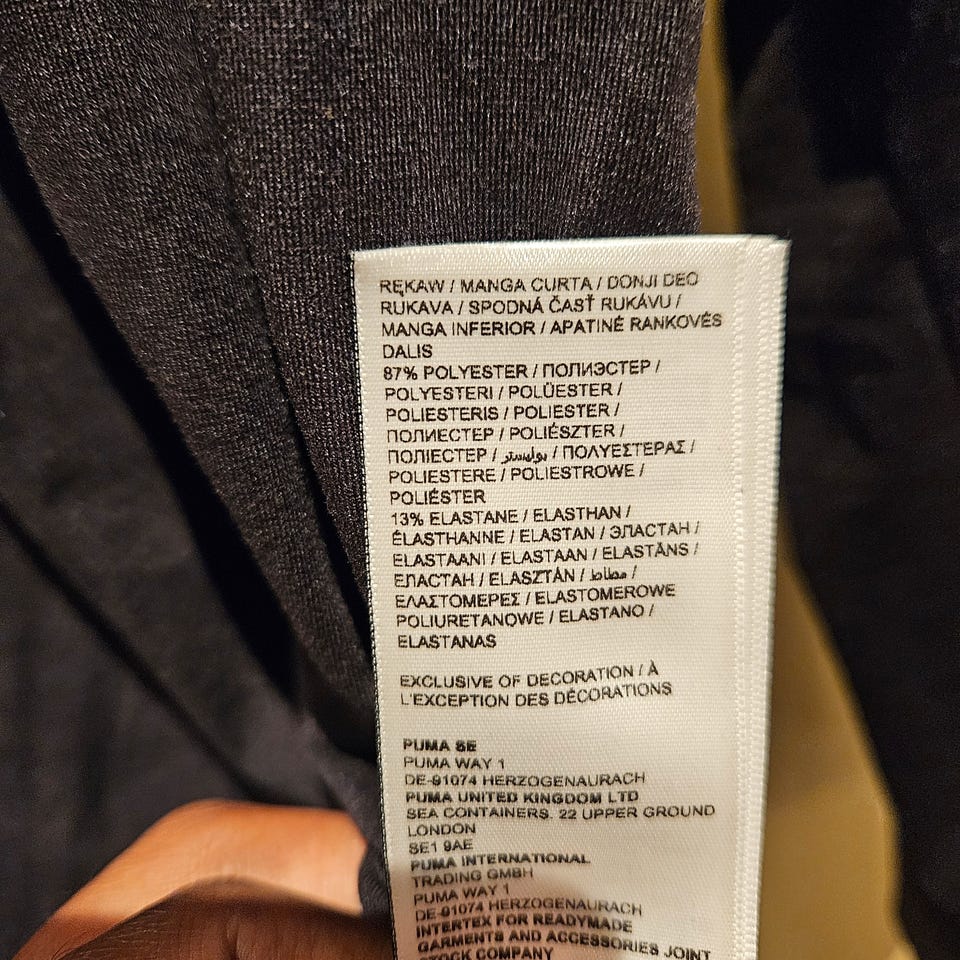 RĘKAW / MANGA CURTA / DONJI DEO
RUKAVA / SPODNÁ ČASŤ RUKÁVU /
MANGA INFERIOR / APATINĖ RANKOVĖS
DALIS
87% POLYESTER / ПОЛИЭСТЕР /
POLYESTERI / POLÜESTER /
POLIESTERIS / POLIESTER /
ПОЛИЕСТЕР / POLIÉSZTER /
ПОЛІЕСТЕР / بوليستر / ΠΟΛΥΕΣΤΕΡΑΣ /
POLIESTERE / POLIESTROWE /
POLIÉSTER
13% ELASTANE / ELASTHAN /
ÉLASTHANNE / ELASTAN / ЭЛАСТАН /
ELASTAANI / ELASTAAN / ELASTĀNS /
ЕЛАСТАН / ELASZTÁN / مطاط /
ΕΛΑΣΤΟΜΕΡΕΣ / ELASTOMEROWE
POLIURETANOWE / ELASTANO /
ELASTANAS
EXCLUSIVE OF DECORATION / À
L'EXCEPTION DES DÉCORATIONS
PUMA SE
PUMA WAY 1
DE-91074 HERZOGENAURACH
PUMA UNITED KINGDOM LTD
SEA CONTAINERS. 22 UPPER GROUND
LONDON
SE1 9AE
PUMA INTERNATIONAL
TRADING GMBH
PUMA WAY 1
DE-91074 HERZOGENAURACH
INTERTEX FOR READYMADE
GARMENTS AND ACCESSORIES JOINT
STOCK COMPANY